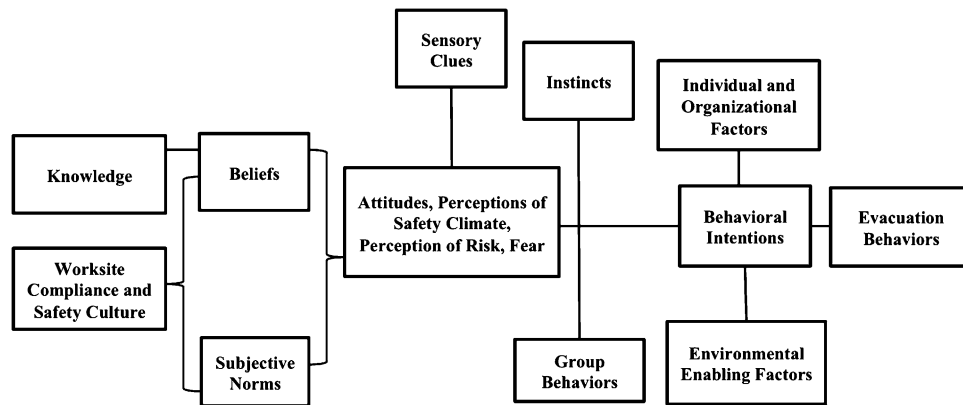 Sensory
Clues
Instincts
Individual and
Organizational
Factors
Knowledge
Beliefs
Attitudes, Perceptions of
Safety Climate,
Perception of Risk, Fear
Behavioral
Intentions
Evacuation
Behaviors
Worksite
Compliance and
Safety Culture
Subjective
Norms
Group
Behaviors
Environmental
Enabling Factors